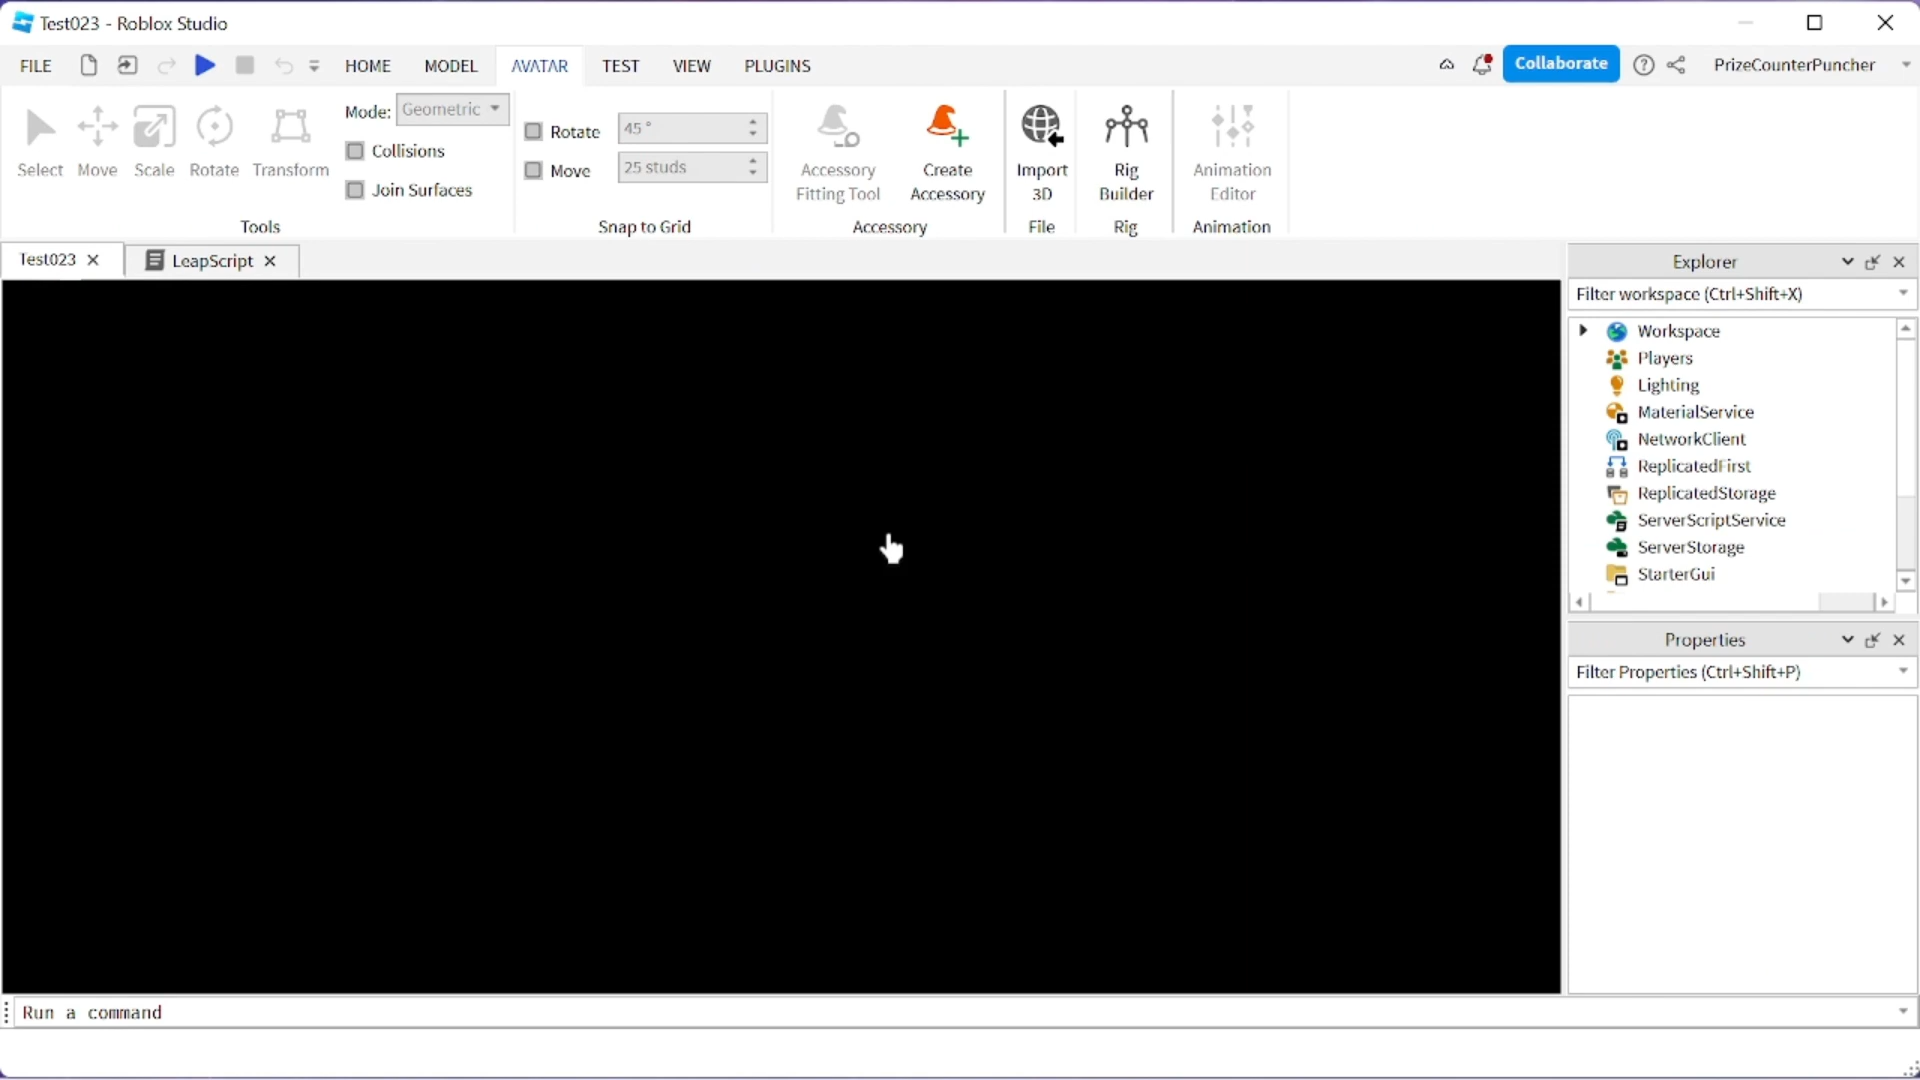 Test023 - Roblox Studio
FILE HOME MODEL AVATAR TEST VIEW PLUGINS Collaborate PrizeCounterPuncher
Select Move Scale Rotate Transform
Mode: Geometric
Collisions
Join Surfaces
Tools
Rotate 45 °
Move 25 studs
Snap to Grid
Accessory
Fitting Tool
Create
Accessory
Accessory
Import
3D
File
Rig
Builder
Rig
Animation
Editor
Animation
Test023
LeapScript
Explorer
Filter workspace (Ctrl+Shift+X)
Workspace
Players
Lighting
MaterialService
NetworkClient
ReplicatedFirst
ReplicatedStorage
ServerScriptService
ServerStorage
StarterGui
Properties
Filter Properties (Ctrl+Shift+P)
Run a command